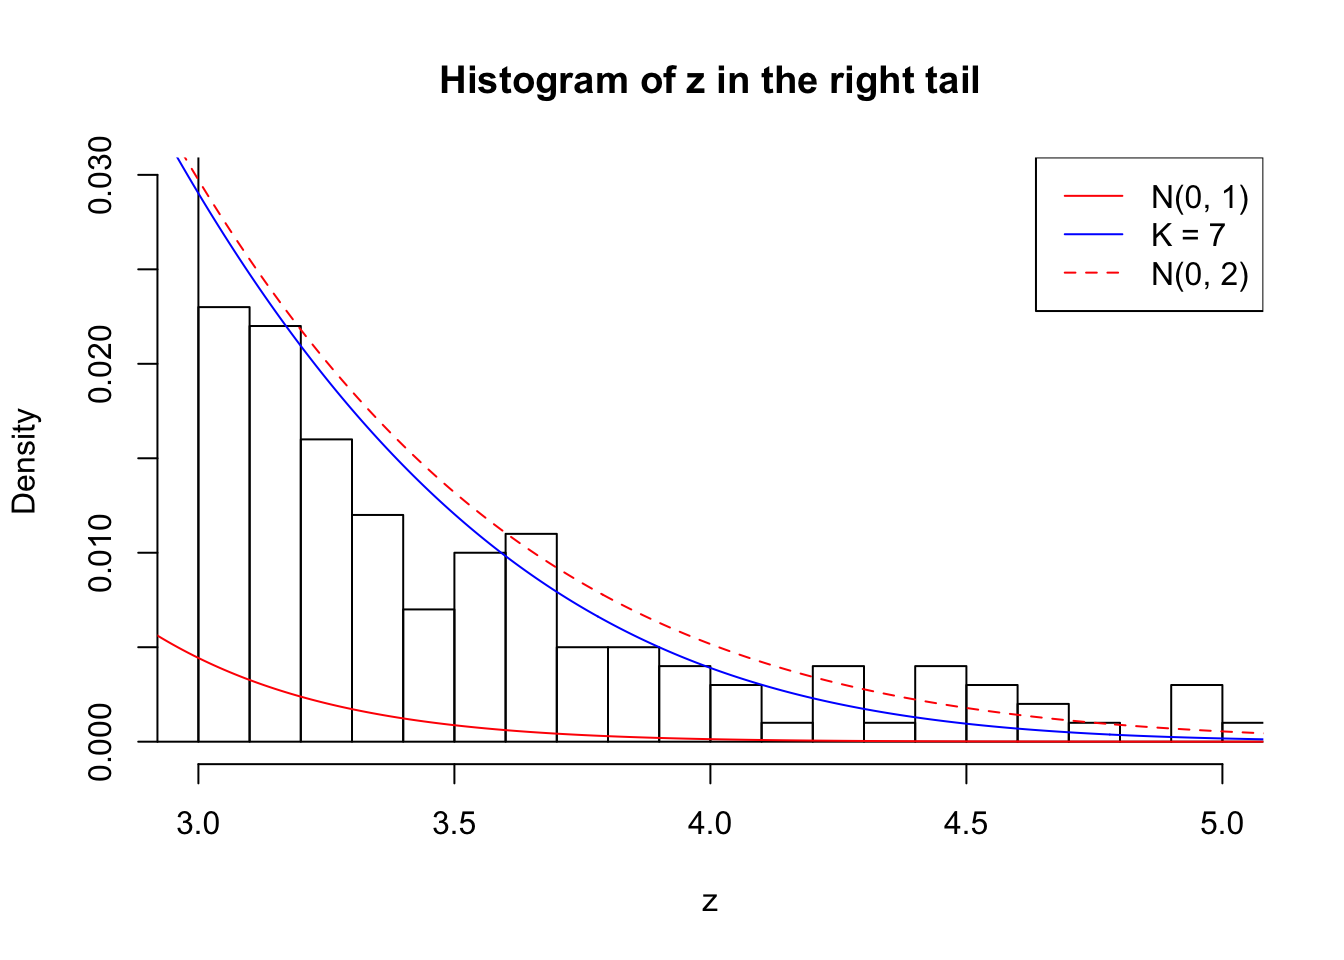 Histogram of z in the right tail
N(0, 1)
K = 7
N(0, 2)
Density
0.030
0.020
0.010
0.000
3.0 3.5 4.0 4.5 5.0
z